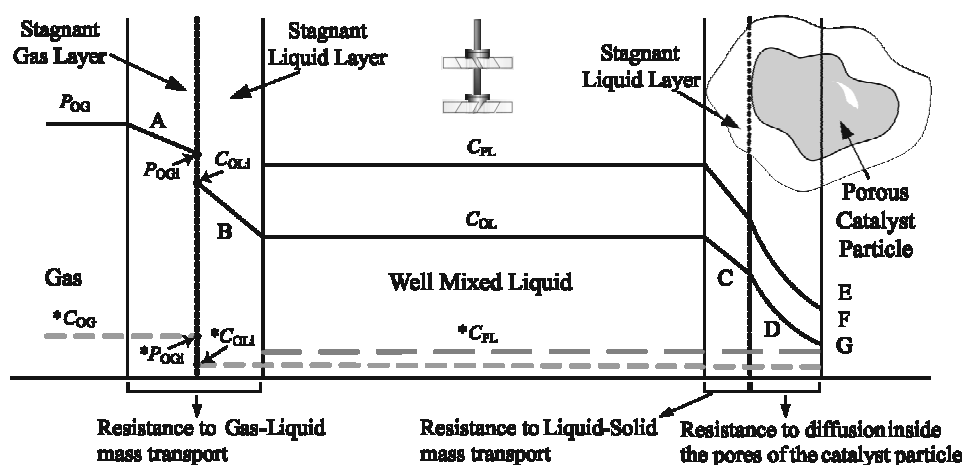 Stagnant
Gas Layer
Stagnant
Liquid Layer
Stagnant
Liquid Layer
P_OG
A
P_OGI
C_OLI
B
C_PL
C_OL
Well Mixed Liquid
Porous
Catalyst
Particle
C
D
E
F
G
Gas
*C_OG
*P_OGI
*C_OLI
*C_PL
Resistance to Gas-Liquid
mass transport
Resistance to Liquid-Solid
mass transport
Resistance to diffusion inside
the pores of the catalyst particle